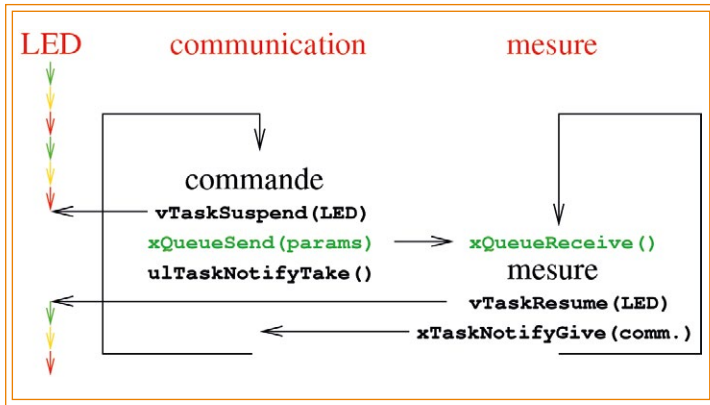 LED communication mesure
commande
vTaskSuspend(LED)
xQueueSend(params) xQueueReceive()
ulTaskNotifyTake() mesure
vTaskResume(LED)
xTaskNotifyGive(comm.)